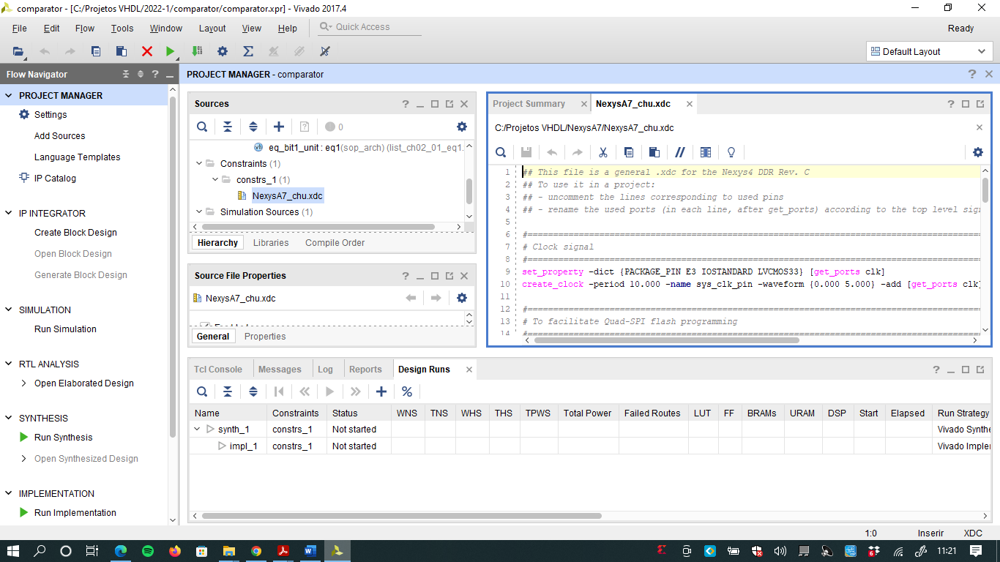 comparator - [C:/Projetos VHDL/2022-1/comparator/comparator.xpr] - Vivado 2017.4
File Edit Flow Tools Window Layout View Help Quick Access Ready
Default Layout
Flow Navigator
PROJECT MANAGER
Settings
Add Sources
Language Templates
IP Catalog
IP INTEGRATOR
Create Block Design
Open Block Design
Generate Block Design
SIMULATION
Run Simulation
RTL ANALYSIS
Open Elaborated Design
SYNTHESIS
Run Synthesis
Open Synthesized Design
IMPLEMENTATION
Run Implementation
PROJECT MANAGER - comparator
Sources
0
eq_bit1_unit : eq1(sop_arch) (list_ch02_01_eq1.
Constraints (1)
constrs_1 (1)
NexysA7_chu.xdc
Simulation Sources (1)
Hierarchy Libraries Compile Order
Source File Properties
NexysA7_chu.xdc
General Properties
Project Summary NexysA7_chu.xdc
C:/Projetos VHDL/NexysA7/NexysA7_chu.xdc
1 ## This file is a general .xdc for the Nexys4 DDR Rev. C
2 ## To use it in a project:
3 ## - uncomment the lines corresponding to used pins
4 ## - rename the used ports (in each line, after get_ports) according to the top level sig
5
6 #================================================================
7 # Clock signal
8 #================================================================
9 set_property -dict {PACKAGE_PIN E3 IOSTANDARD LVCMOS33} [get_ports clk]
10 create_clock -period 10.000 -name sys_clk_pin -waveform {0.000 5.000} -add [get_ports clk]
11
12 #================================================================
13 # To facilitate Quad-SPI flash programming
14 #================================================================
Tcl Console Messages Log Reports Design Runs
Name Constraints Status WNS TNS WHS THS TPWS Total Power Failed Routes LUT FF BRAMs URAM DSP Start Elapsed Run Strategy
synth_1 constrs_1 Not started Vivado Synthe
impl_1 constrs_1 Not started Vivado Impler
1:0 Inserir XDC
11:21